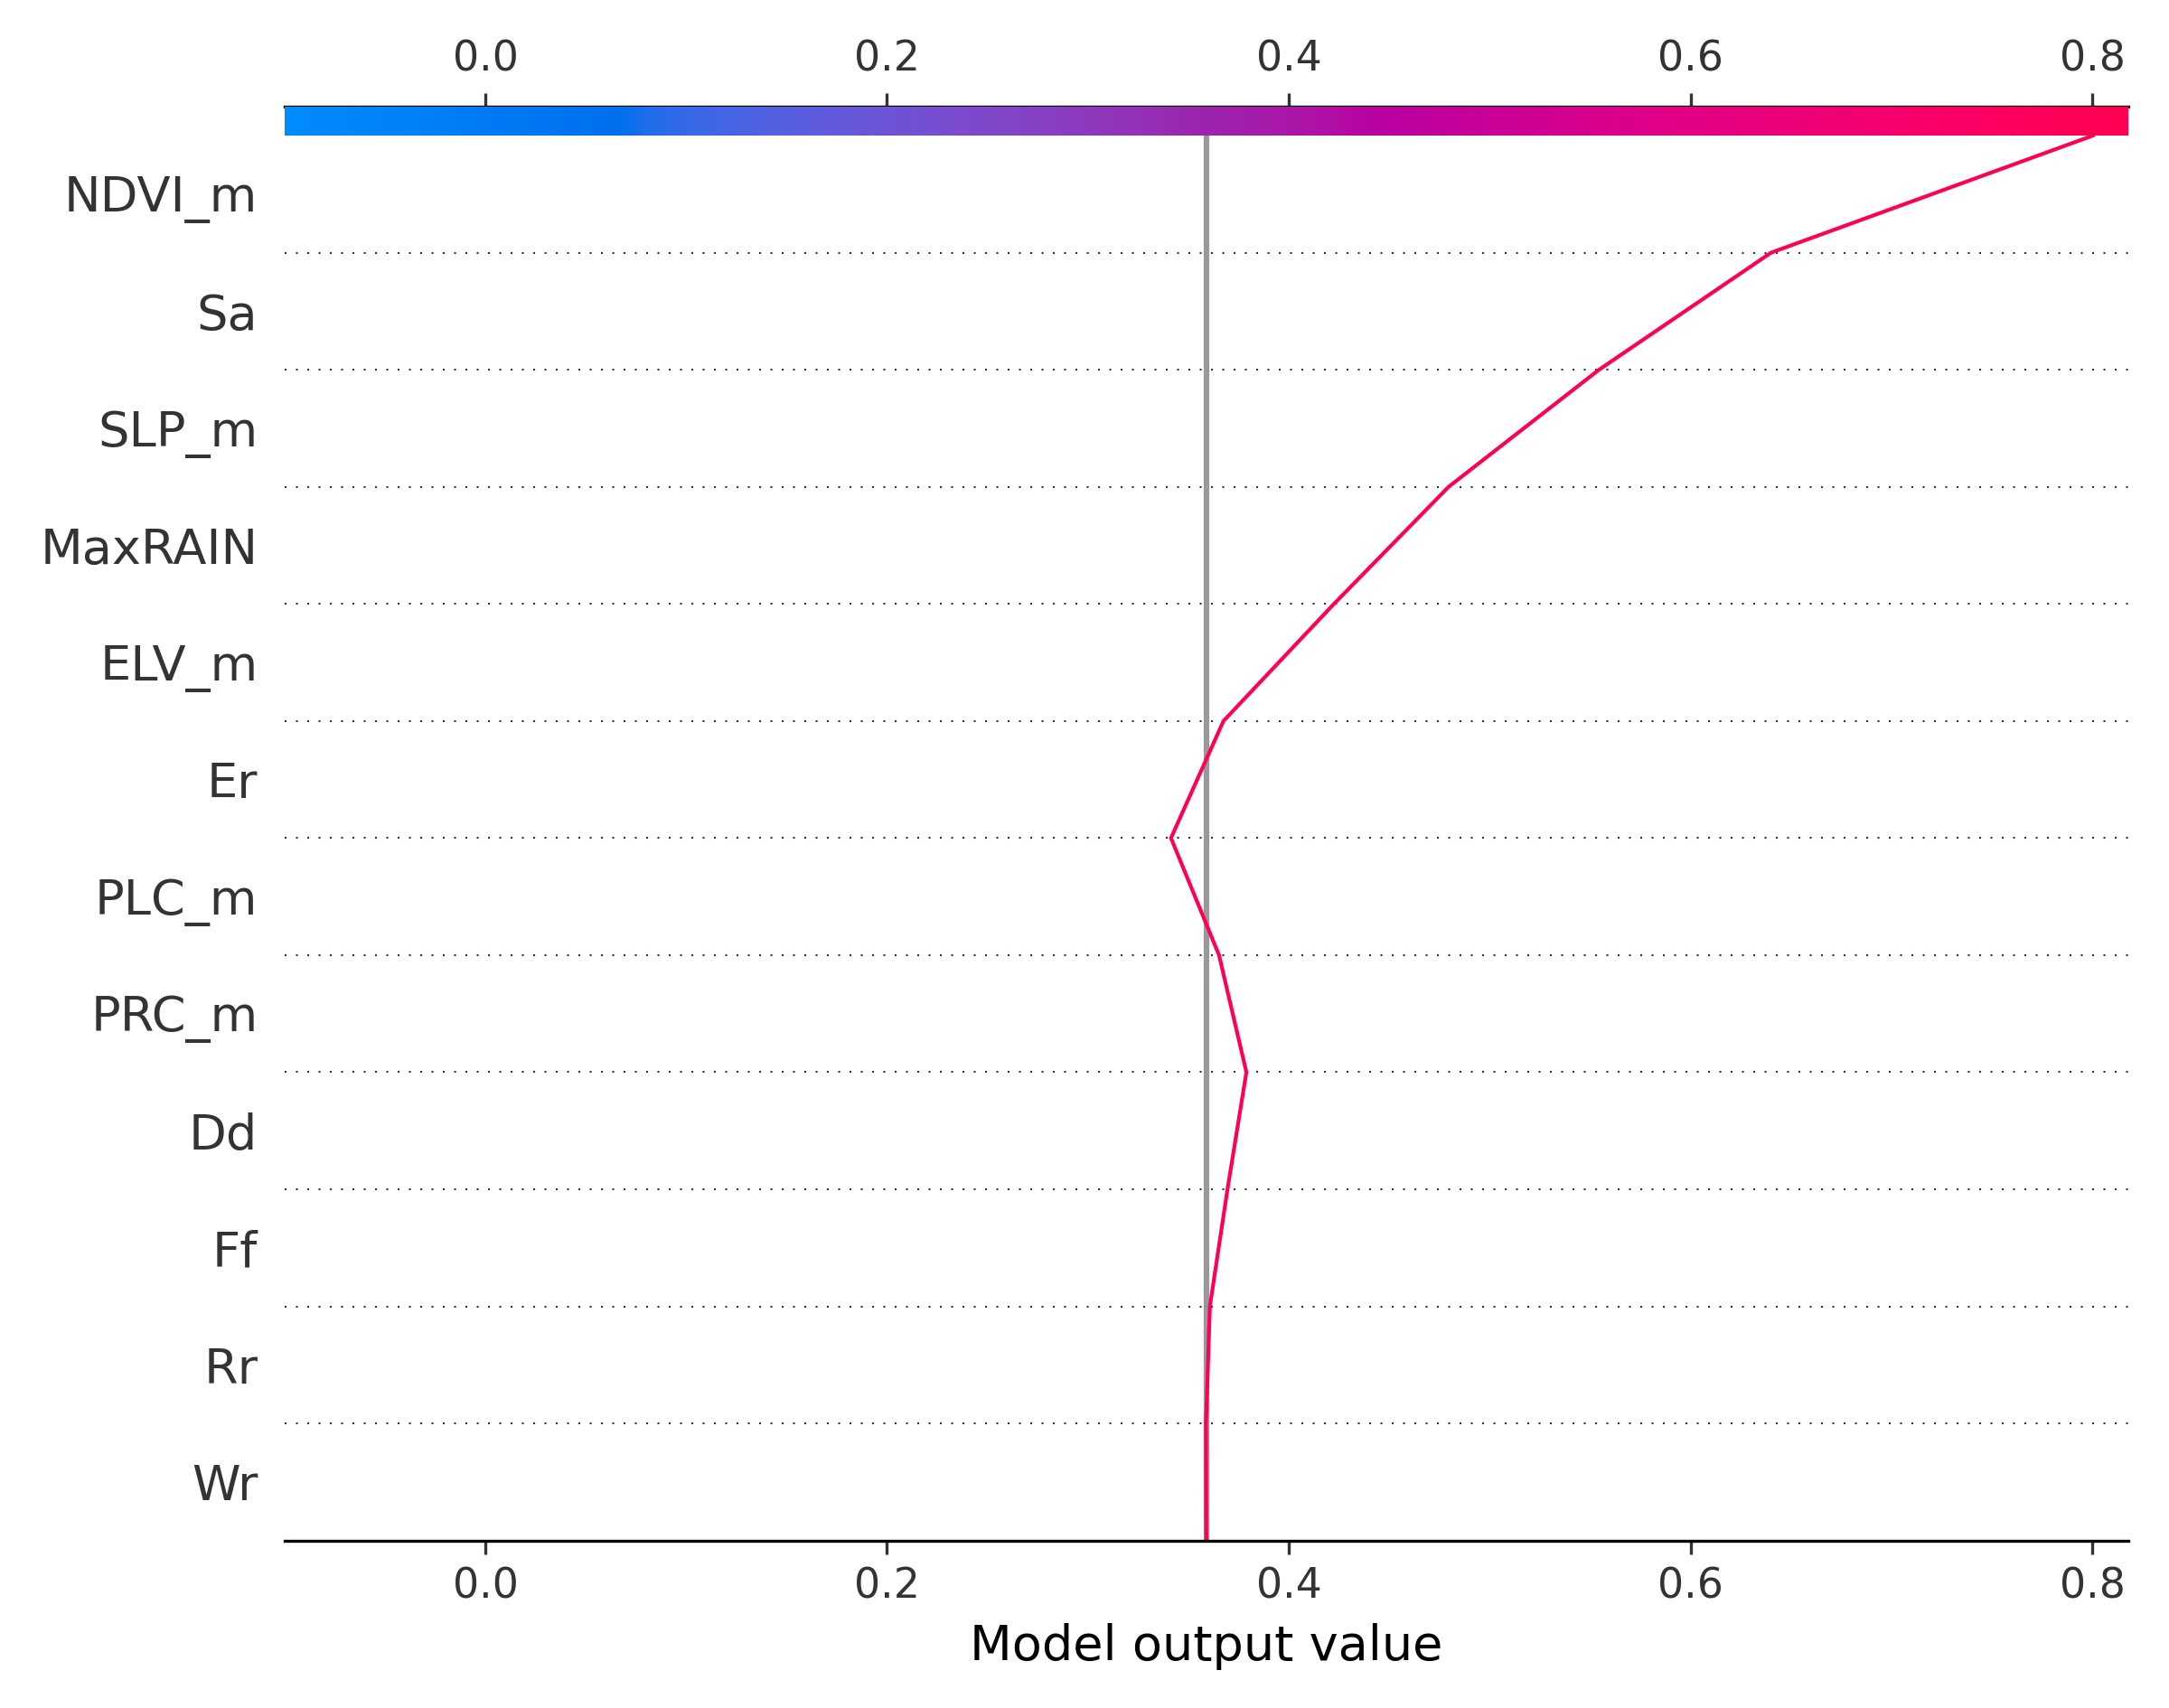 0.0 0.2 0.4 0.6 0.8
NDVI_m
Sa
SLP_m
MaxRAIN
ELV_m
Er
PLC_m
PRC_m
Dd
Ff
Rr
Wr
0.0 0.2 0.4 0.6 0.8
Model output value